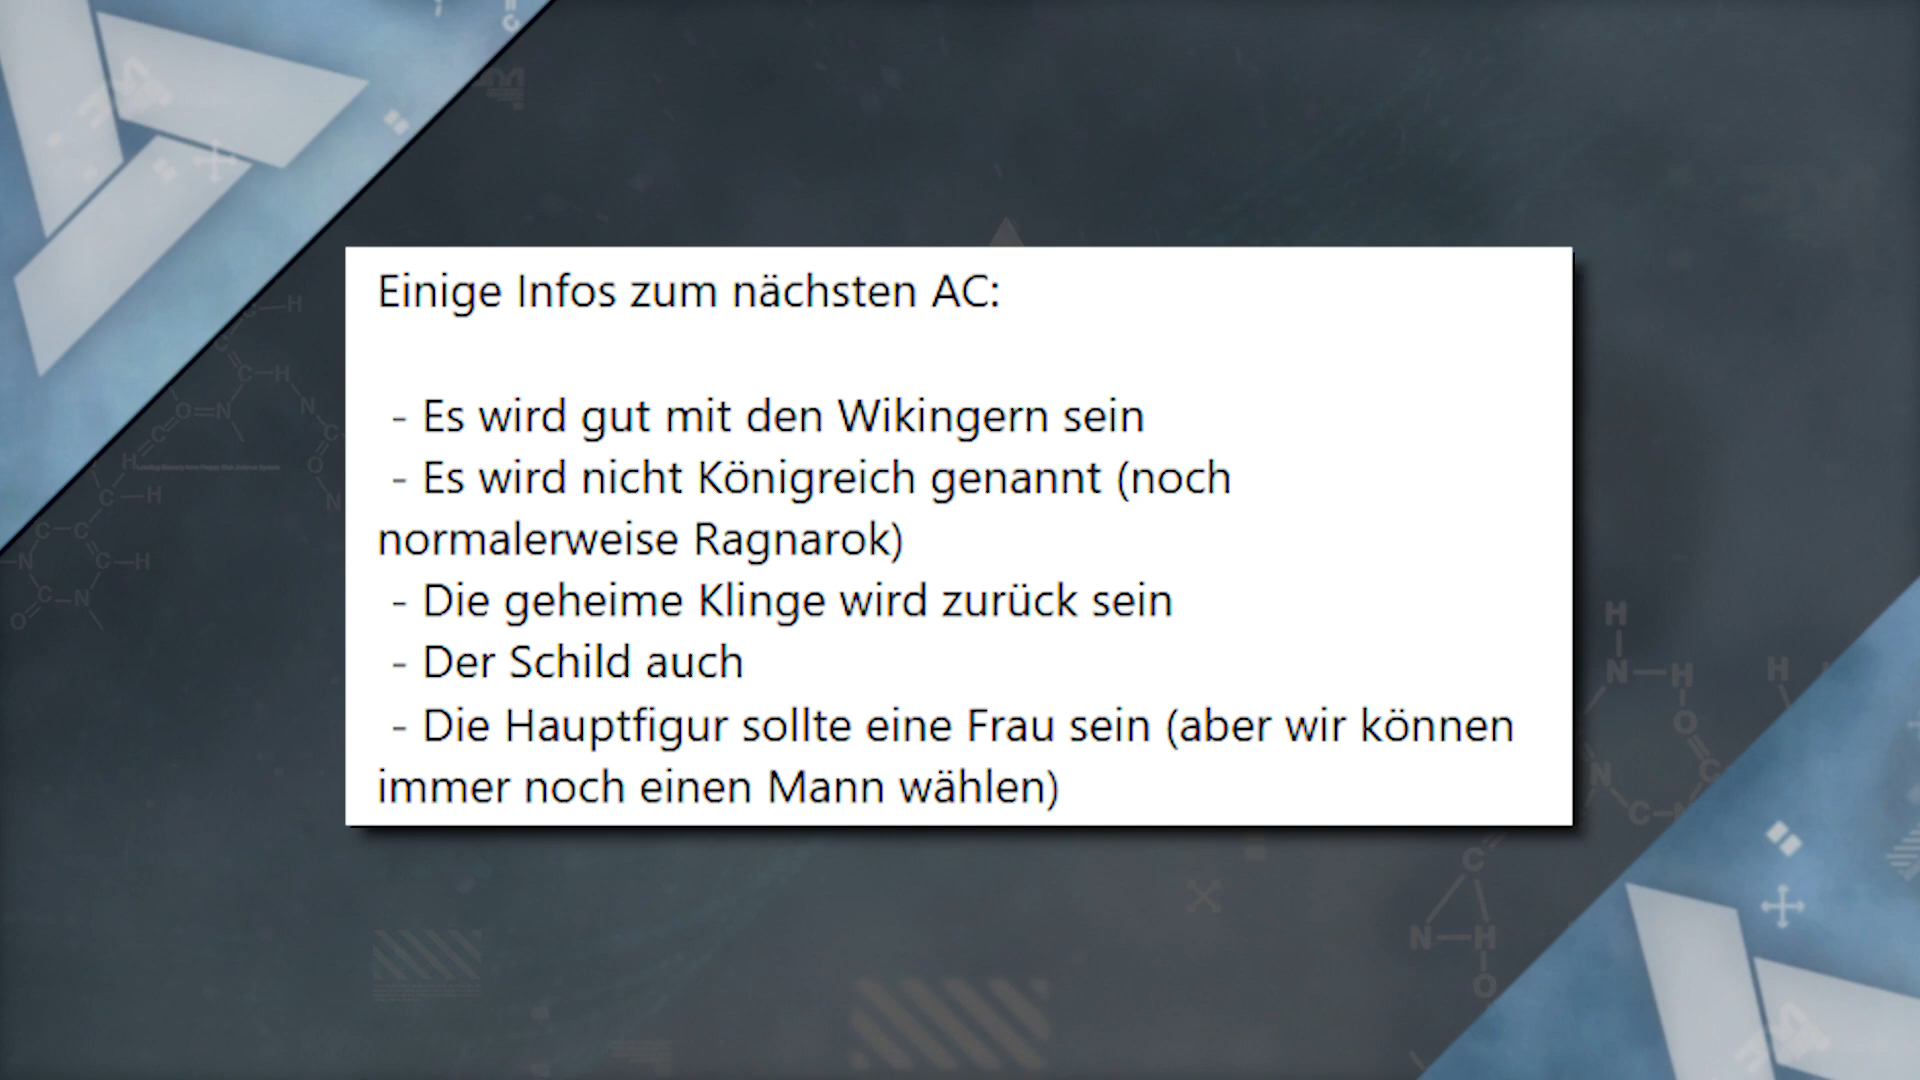 Einige Infos zum nächsten AC:
- Es wird gut mit den Wikingern sein
- Es wird nicht Königreich genannt (noch
normalerweise Ragnarok)
- Die geheime Klinge wird zurück sein
- Der Schild auch
- Die Hauptfigur sollte eine Frau sein (aber wir können
immer noch einen Mann wählen)